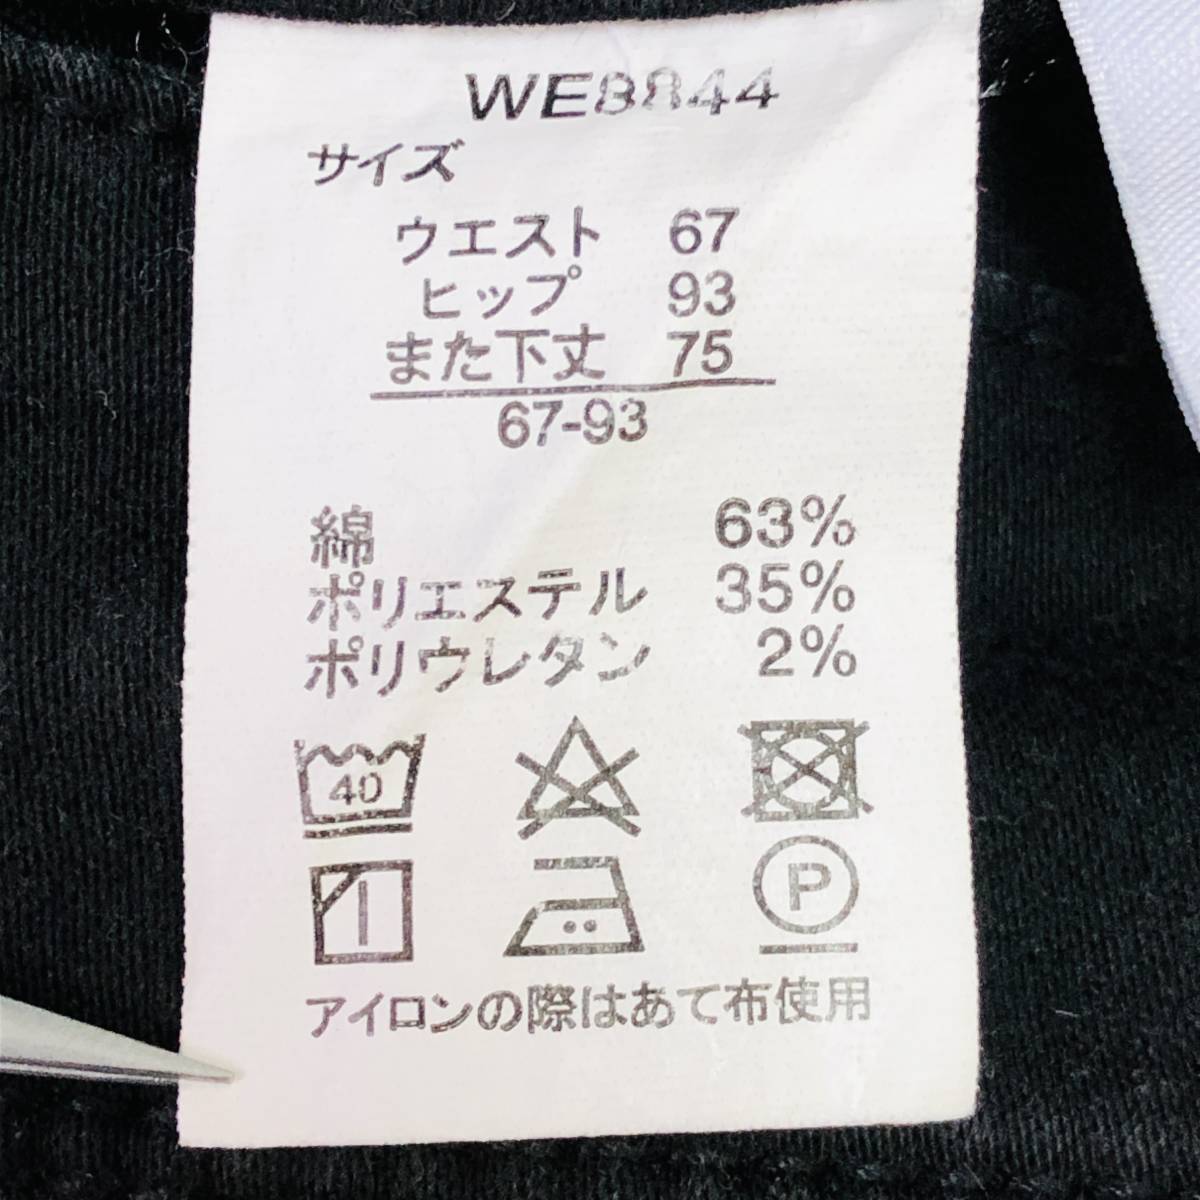 WE8844
サイズ
ウエスト 67
ヒップ 93
また下丈 75
67-93
綿 63%
ポリエステル 35%
ポリウレタン 2%
40
P
アイロンの際はあて布使用